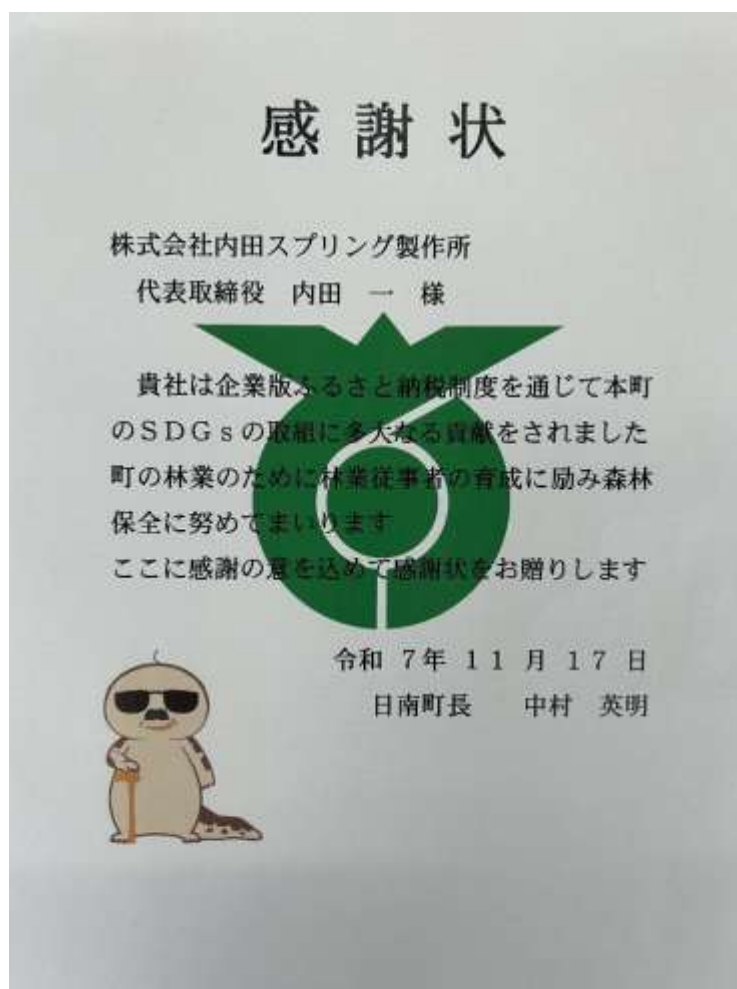 感謝状
株式会社内田スプリング製作所
代表取締役　内田　一　様
貴社は企業版ふるさと納税制度を通じて本町
のＳＤＧｓの取組に多大なる貢献をされました
町の林業のために林業従事者の育成に励み森林
保全に努めてまいります
ここに感謝の意を込めて感謝状をお贈りします
令和 ７年 １１ 月 １７ 日
日南町長　　中村　英明